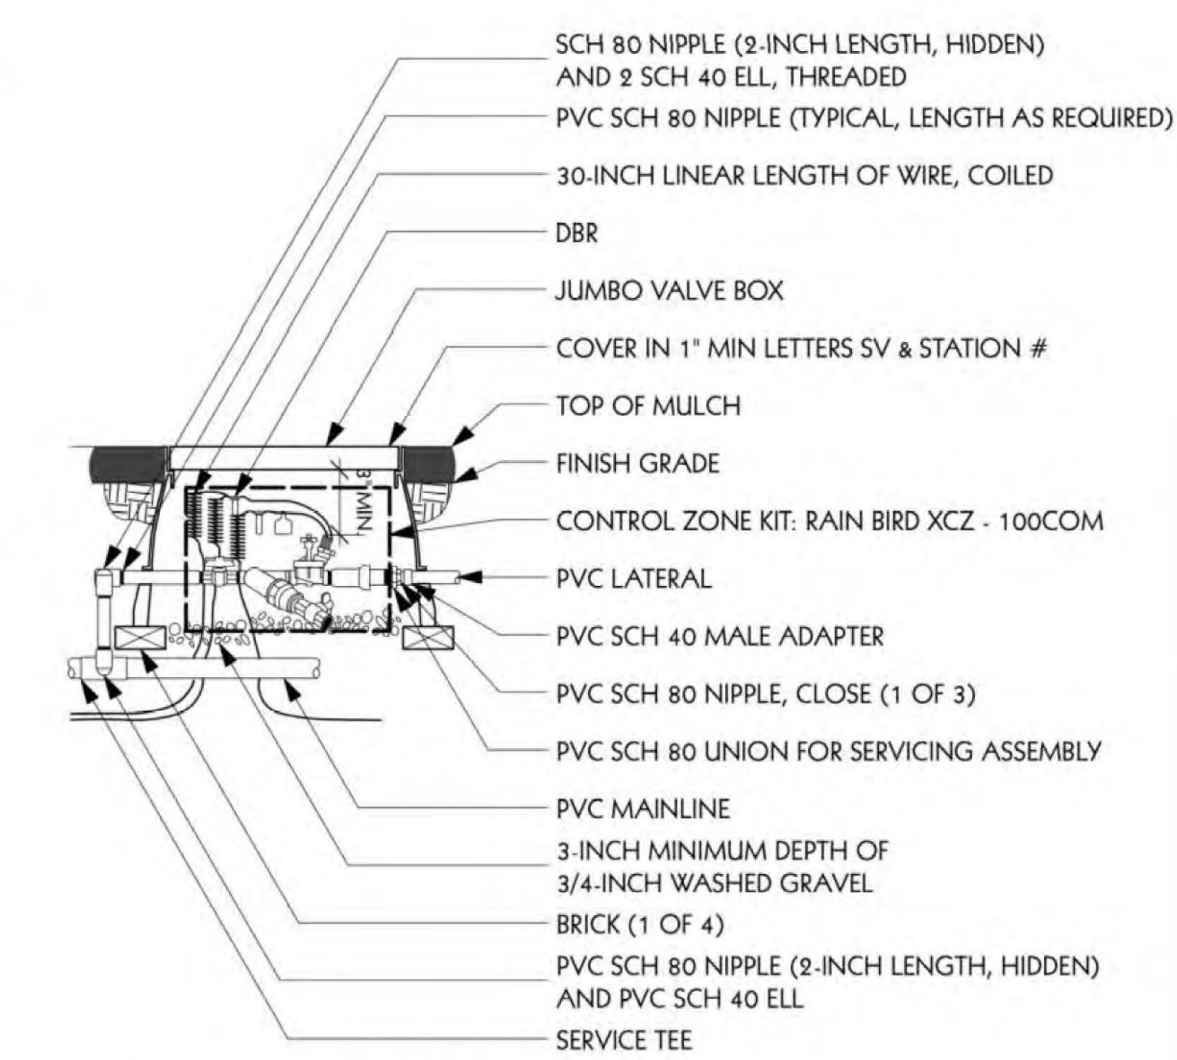 SCH 80 NIPPLE (2-INCH LENGTH, HIDDEN)
AND 2 SCH 40 ELL, THREADED
PVC SCH 80 NIPPLE (TYPICAL, LENGTH AS REQUIRED)
30-INCH LINEAR LENGTH OF WIRE, COILED
DBR
JUMBO VALVE BOX
COVER IN 1" MIN LETTERS SV & STATION #
TOP OF MULCH
FINISH GRADE
3" MIN
CONTROL ZONE KIT: RAIN BIRD XCZ - 100COM
PVC LATERAL
PVC SCH 40 MALE ADAPTER
PVC SCH 80 NIPPLE, CLOSE (1 OF 3)
PVC SCH 80 UNION FOR SERVICING ASSEMBLY
PVC MAINLINE
3-INCH MINIMUM DEPTH OF
3/4-INCH WASHED GRAVEL
BRICK (1 OF 4)
PVC SCH 80 NIPPLE (2-INCH LENGTH, HIDDEN)
AND PVC SCH 40 ELL
SERVICE TEE